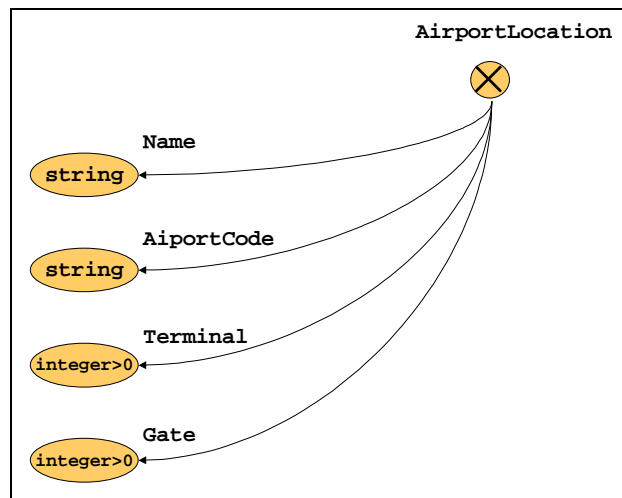 AirportLocation
Name
string
AiportCode
string
Terminal
integer>0
Gate
integer>0